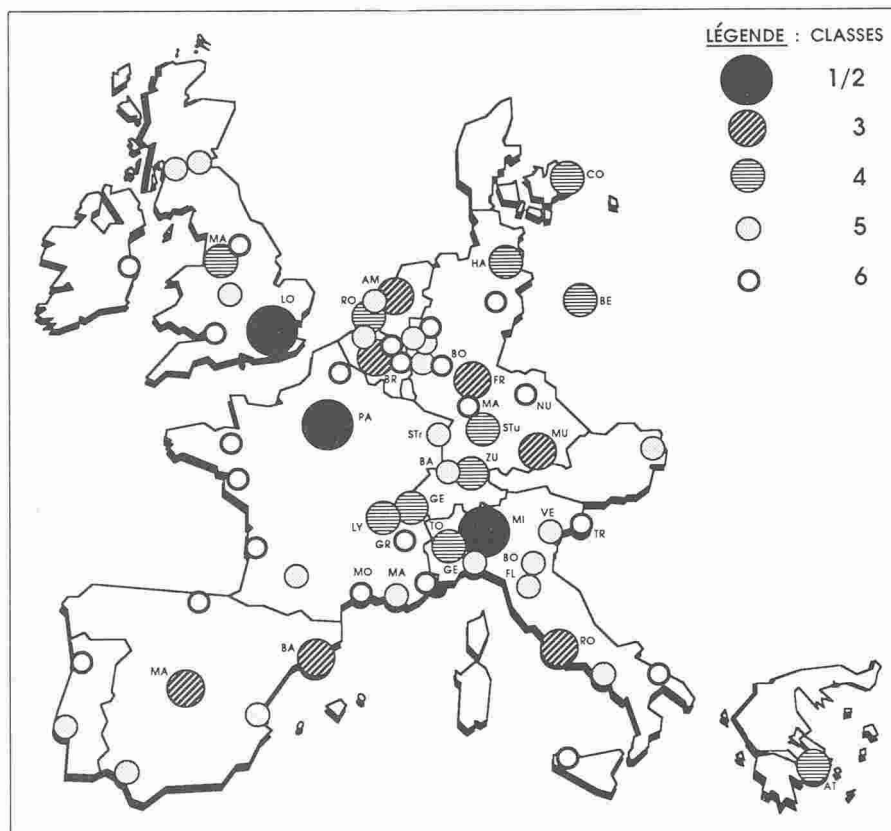 LÉGENDE : CLASSES
1/2
3
4
5
6
CO
MA
HA
AM
LO
RO
BE
BO
BR
FR
MA
NU
PA
STr
STu
MU
BA
ZU
GE
LY
TO
MI
VE
GR
TR
GE
BO
FL
MO
MA
BA
RO
MA
AT